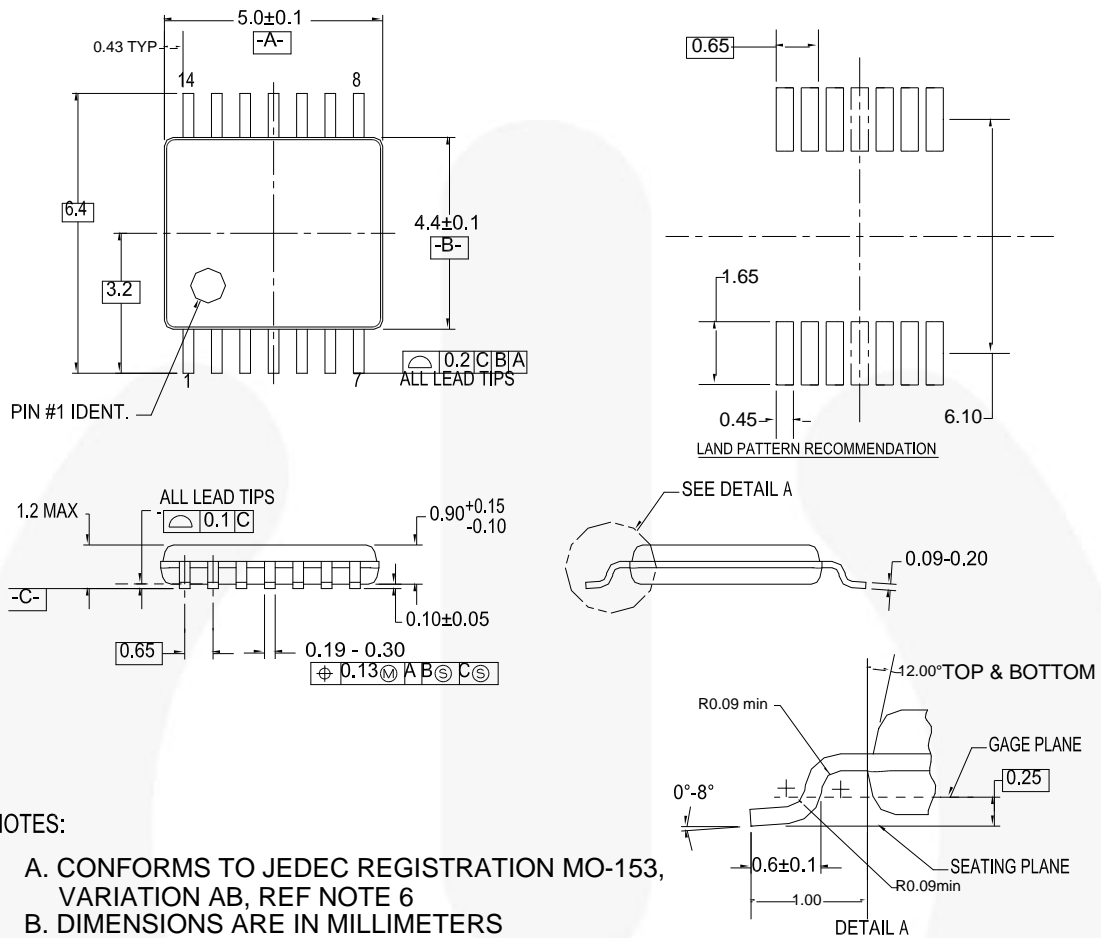 5.0±0.1
-A-
0.43 TYP
14
8
6.4
3.2
4.4±0.1
-B-
0.2 C B A
ALL LEAD TIPS
1
7
PIN #1 IDENT.
0.65
1.65
0.45
6.10
LAND PATTERN RECOMMENDATION
ALL LEAD TIPS
0.1 C
1.2 MAX
0.90 +0.15 -0.10
-C-
0.10±0.05
0.65
0.19 - 0.30
⌖ 0.13 Ⓜ A B Ⓢ C Ⓢ
SEE DETAIL A
0.09-0.20
12.00° TOP & BOTTOM
R0.09 min
GAGE PLANE
0.25
0°-8°
0.6±0.1
SEATING PLANE
R0.09min
1.00
DETAIL A
NOTES:
A. CONFORMS TO JEDEC REGISTRATION MO-153,
VARIATION AB, REF NOTE 6
B. DIMENSIONS ARE IN MILLIMETERS